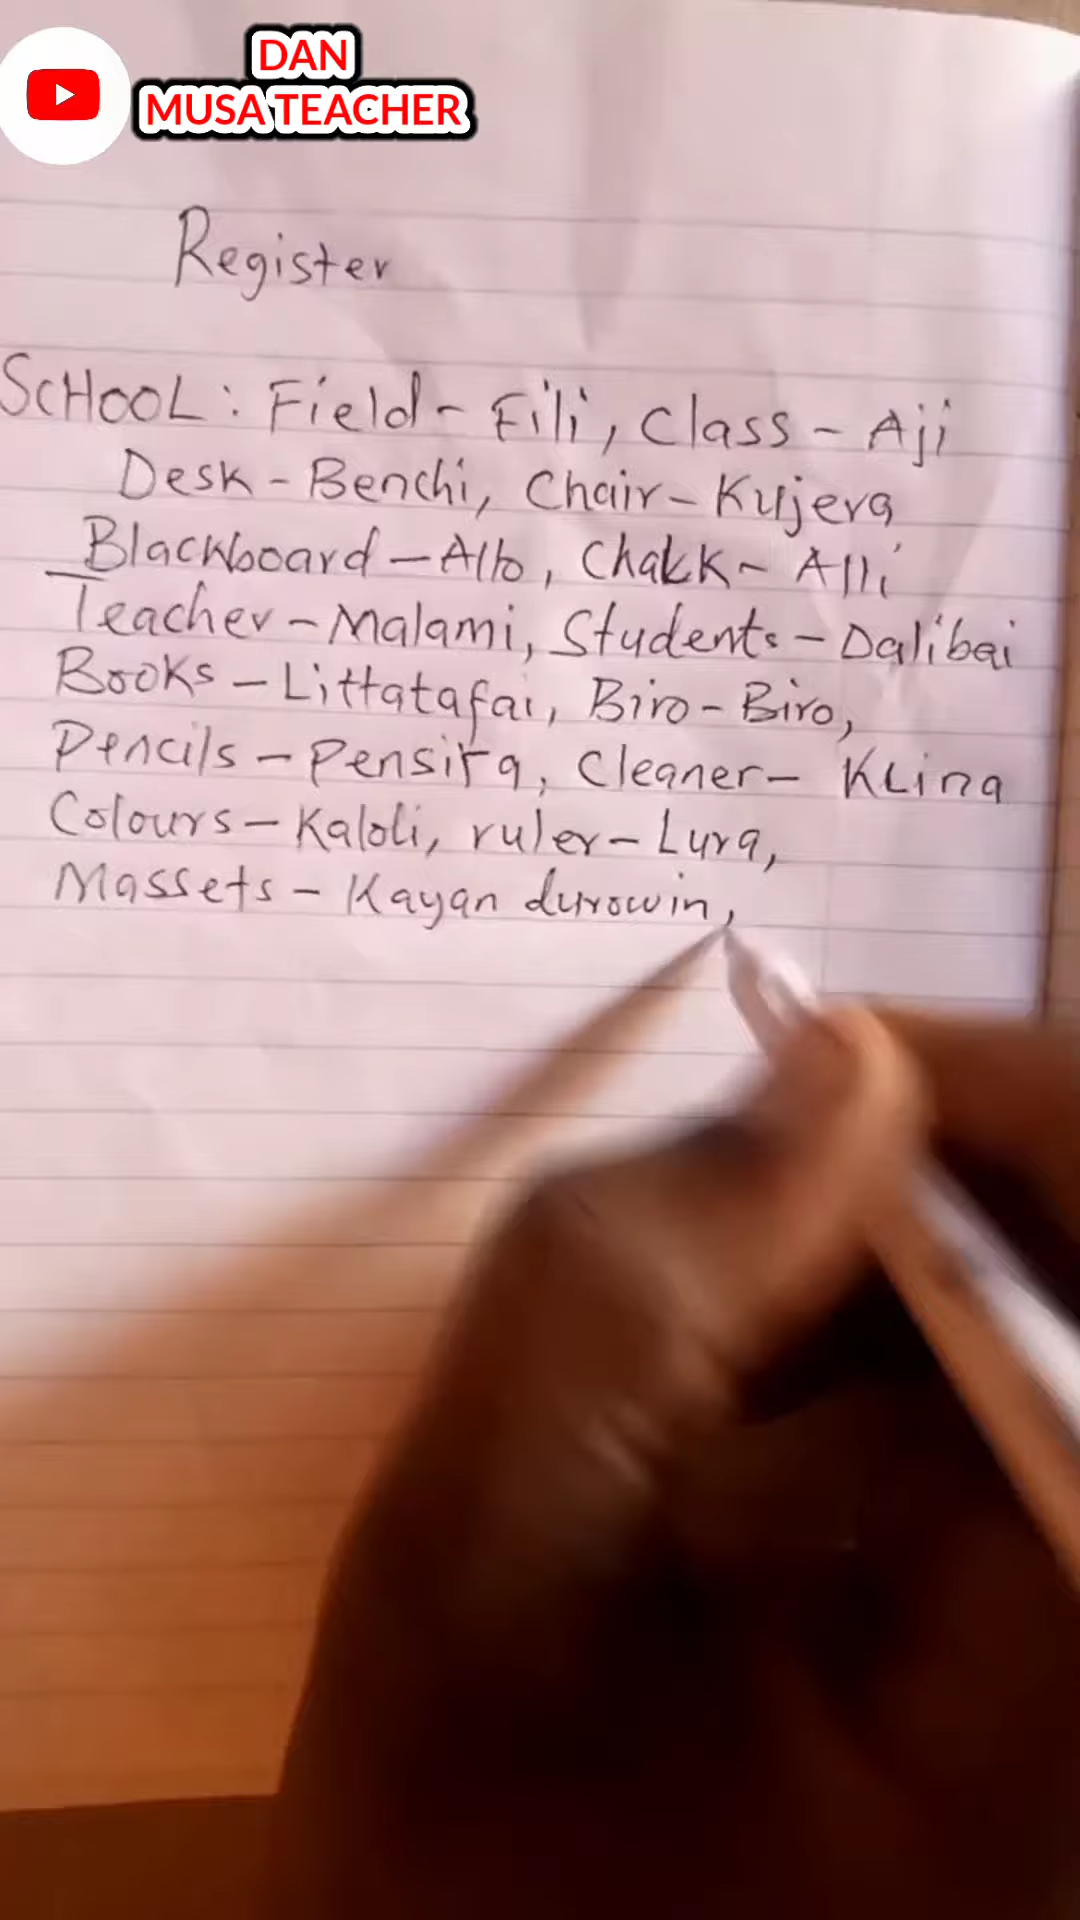 DAN
MUSA TEACHER
Register
SCHOOL: Field - Fili, Class - Aji
Desk - Benchi, Chair - Kujera
Blackboard - Allo, Chalkk - Alli
Teacher - Malami, Students - Dalibai
Books - Littatafai, Biro - Biro,
Pencils - Pensira, Cleaner - Klina
Colours - Kaloli, ruler - Lura,
Massets - Kayan durowin,